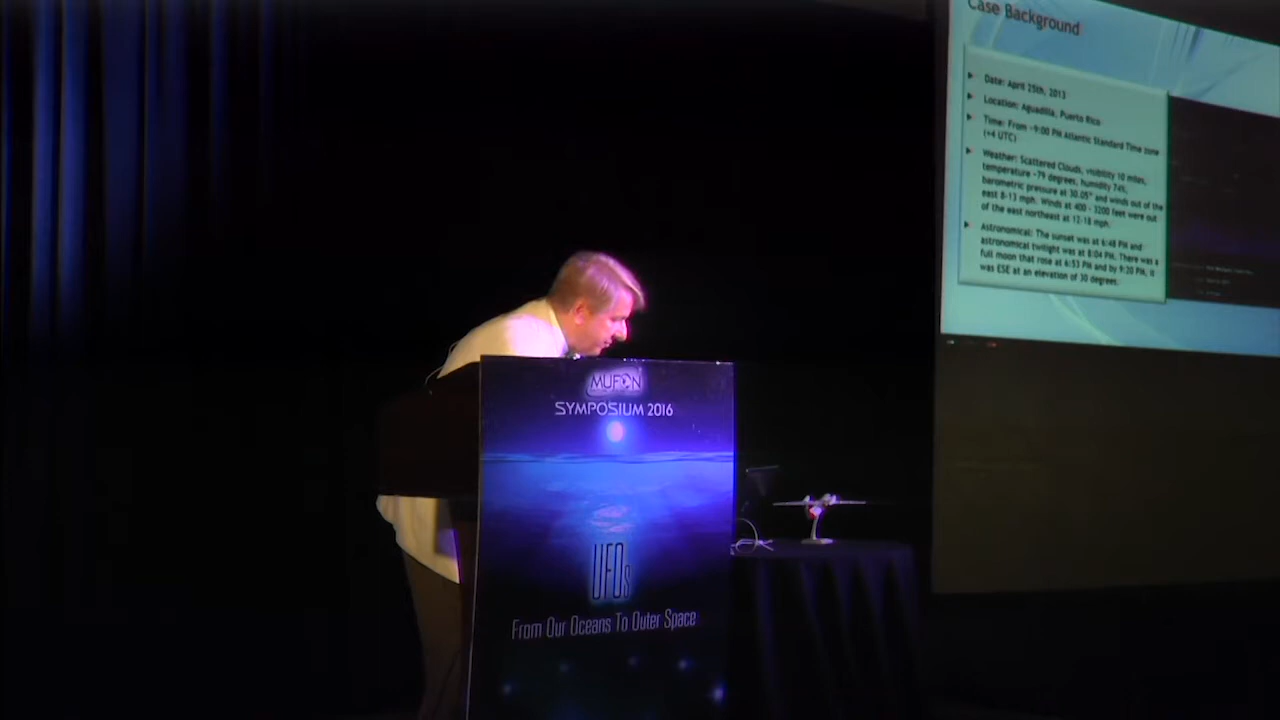 Case Background
Date: April 25th, 2013
Location: Aguadilla, Puerto Rico
Time: From ~9:00 PM Atlantic Standard Time zone
(+4 UTC)
Weather: Scattered Clouds, visibility 10 miles,
temperature ~79 degrees, humidity 74%,
barometric pressure at 30.05" and winds out of the
east 8-13 mph. Winds at 400 - 3200 feet were out
of the east northeast at 12-18 mph.
Astronomical: The sunset was at 6:48 PM and
astronomical twilight was at 8:04 PM. There was a
full moon that rose at 6:53 PM and by 9:20 PM, it
was ESE at an elevation of 30 degrees.
MUFON
SYMPOSIUM 2016
UFOs
From Our Oceans To Outer Space